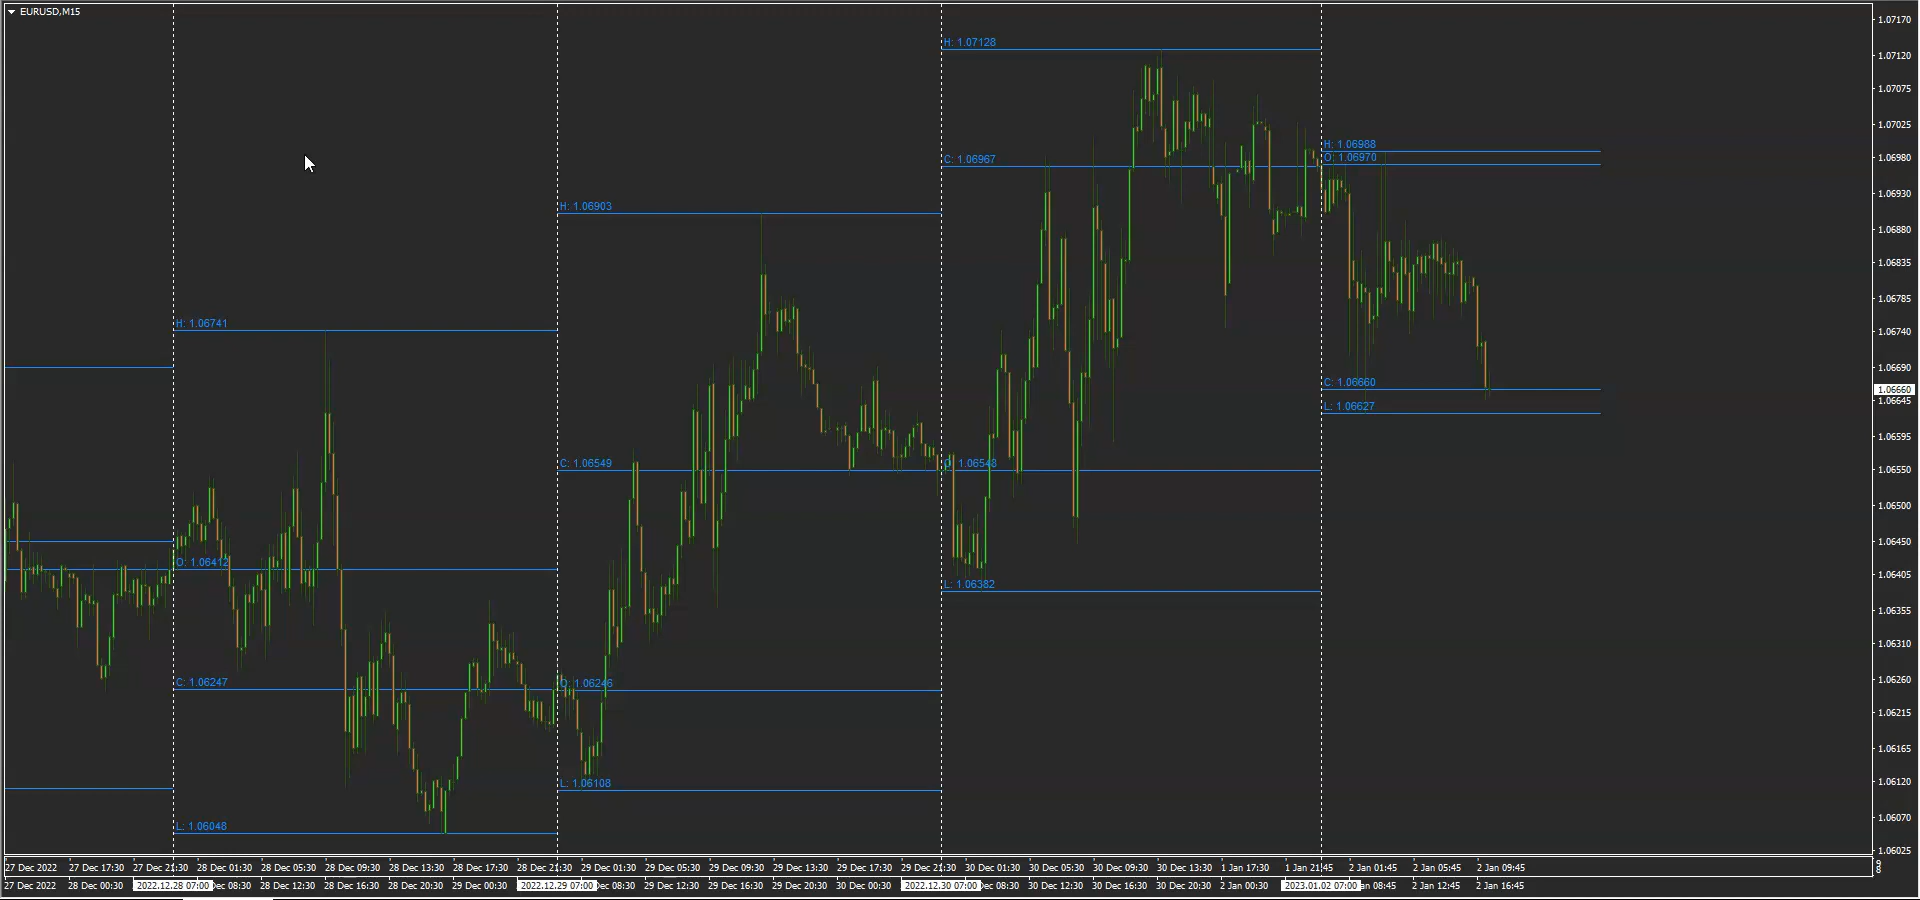 EURUSD,M15
H: 1.07128
H: 1.06988
O: 1.06970
C: 1.06967
H: 1.06903
H: 1.06741
C: 1.06660
L: 1.06627
C: 1.06549
O: 1.06548
O: 1.06412
L: 1.06382
C: 1.06247
O: 1.06246
L: 1.06108
L: 1.06048
1.07170
1.07120
1.07075
1.07025
1.06980
1.06930
1.06880
1.06835
1.06785
1.06740
1.06690
1.06660
1.06645
1.06595
1.06550
1.06500
1.06450
1.06405
1.06355
1.06310
1.06260
1.06215
1.06165
1.06120
1.06070
1.06025
9
8
27 Dec 2022 27 Dec 17:30 27 Dec 21:30 28 Dec 01:30 28 Dec 05:30 28 Dec 09:30 28 Dec 13:30 28 Dec 17:30 28 Dec 21:30 29 Dec 01:30 29 Dec 05:30 29 Dec 09:30 29 Dec 13:30 29 Dec 17:30 29 Dec 21:30 30 Dec 01:30 30 Dec 05:30 30 Dec 09:30 30 Dec 13:30 1 Jan 17:30 1 Jan 21:45 2 Jan 01:45 2 Jan 05:45 2 Jan 09:45
27 Dec 2022 28 Dec 00:30 2022.12.28 07:00 Dec 08:30 28 Dec 12:30 28 Dec 16:30 28 Dec 20:30 29 Dec 00:30 2022.12.29 07:00 Dec 08:30 29 Dec 12:30 29 Dec 16:30 29 Dec 20:30 30 Dec 00:30 2022.12.30 07:00 Dec 08:30 30 Dec 12:30 30 Dec 16:30 30 Dec 20:30 2 Jan 00:30 2023.01.02 07:00 an 08:45 2 Jan 12:45 2 Jan 16:45